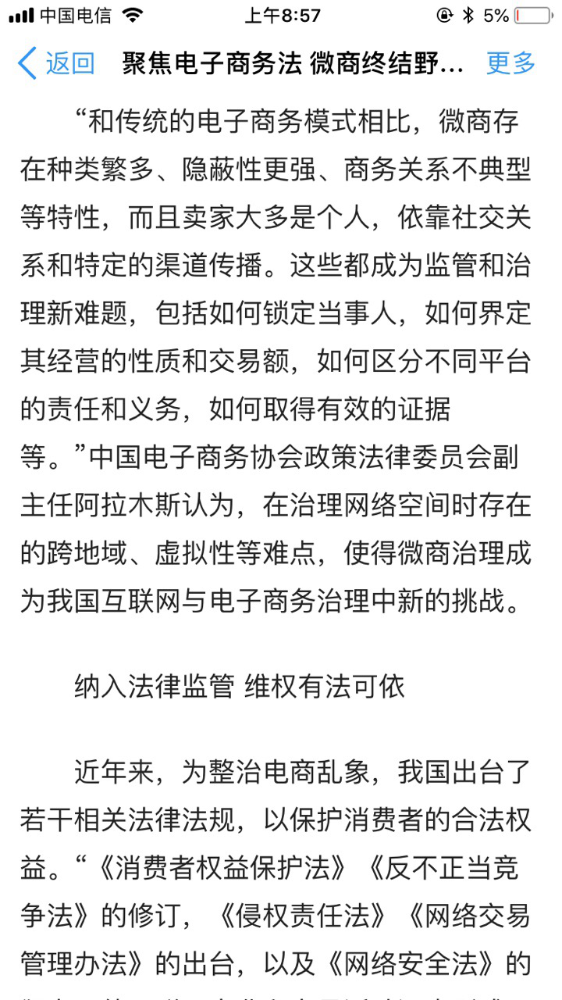 中国电信 上午8:57 5%
返回 聚焦电子商务法 微商终结野... 更多
“和传统的电子商务模式相比，微商存
在种类繁多、隐蔽性更强、商务关系不典型
等特性，而且卖家大多是个人，依靠社交关
系和特定的渠道传播。这些都成为监管和治
理新难题，包括如何锁定当事人，如何界定
其经营的性质和交易额，如何区分不同平台
的责任和义务，如何取得有效的证据
等。”中国电子商务协会政策法律委员会副
主任阿拉木斯认为，在治理网络空间时存在
的跨地域、虚拟性等难点，使得微商治理成
为我国互联网与电子商务治理中新的挑战。
纳入法律监管 维权有法可依
近年来，为整治电商乱象，我国出台了
若干相关法律法规，以保护消费者的合法权
益。“《消费者权益保护法》《反不正当竞
争法》的修订，《侵权责任法》《网络交易
管理办法》的出台，以及《网络安全法》的